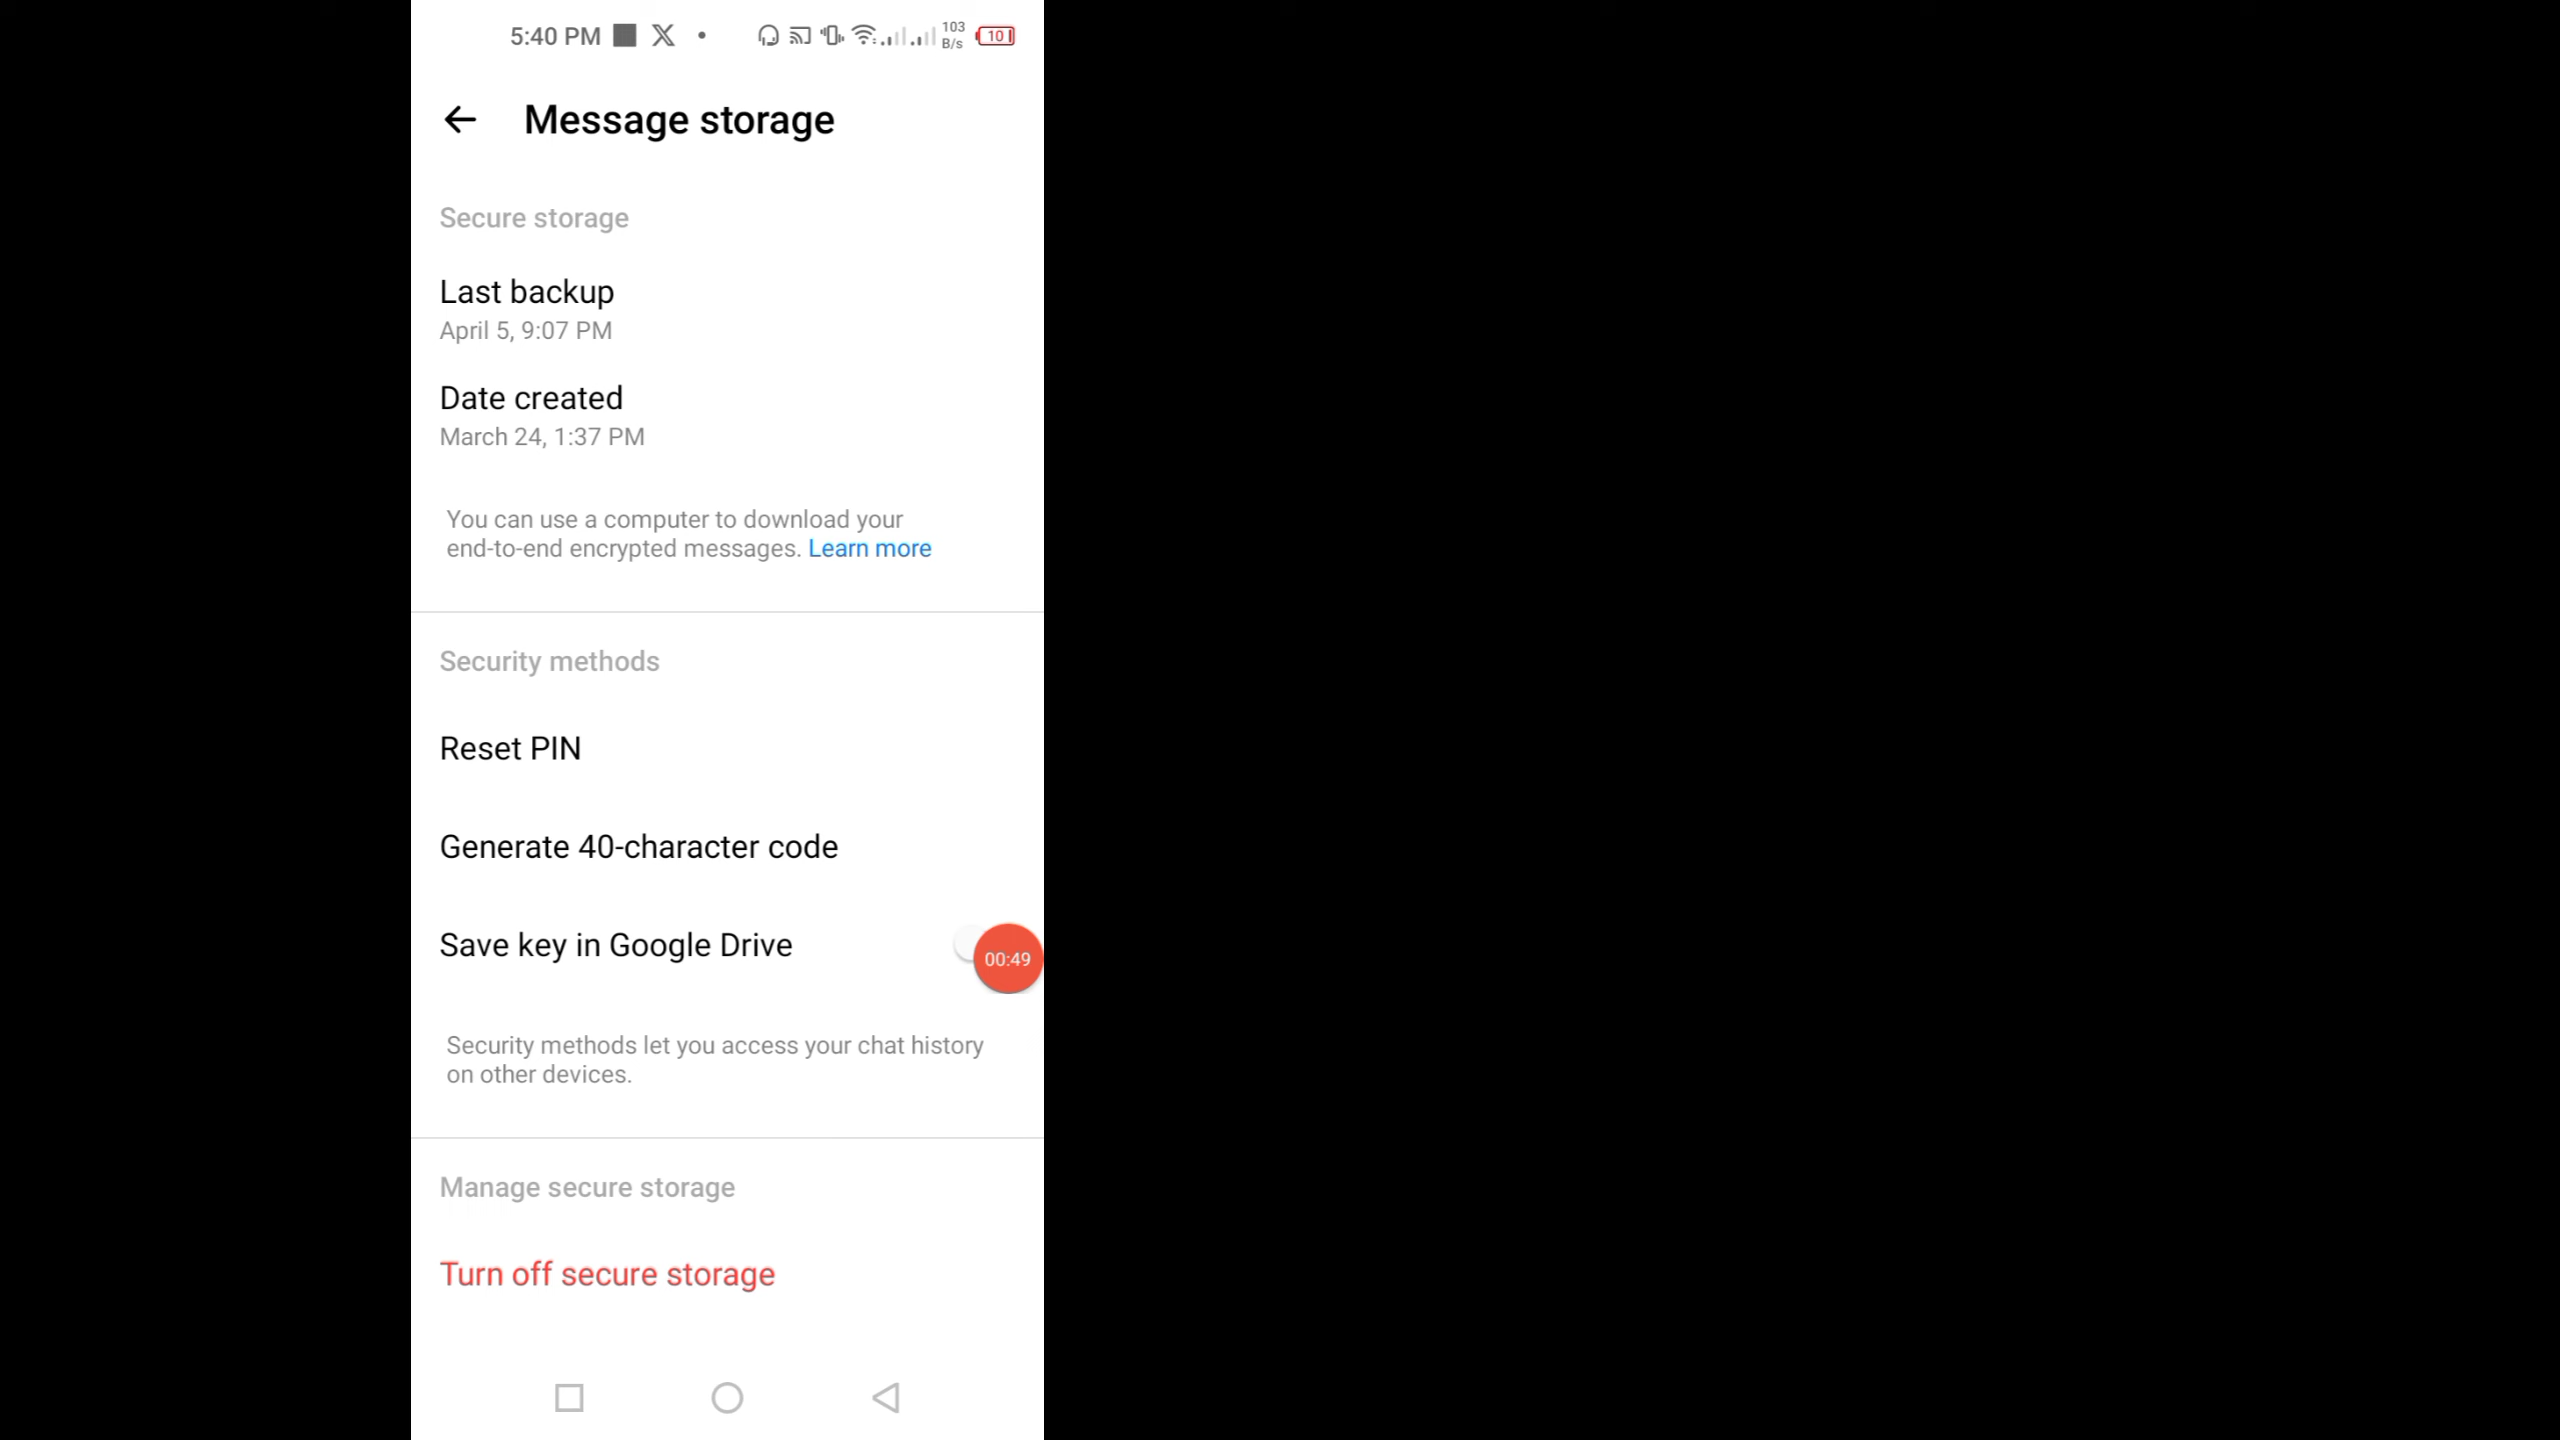 5:40 PM
103
B/s
10
Message storage
Secure storage
Last backup
April 5, 9:07 PM
Date created
March 24, 1:37 PM
You can use a computer to download your
end-to-end encrypted messages. Learn more
Security methods
Reset PIN
Generate 40-character code
Save key in Google Drive
00:49
Security methods let you access your chat history
on other devices.
Manage secure storage
Turn off secure storage